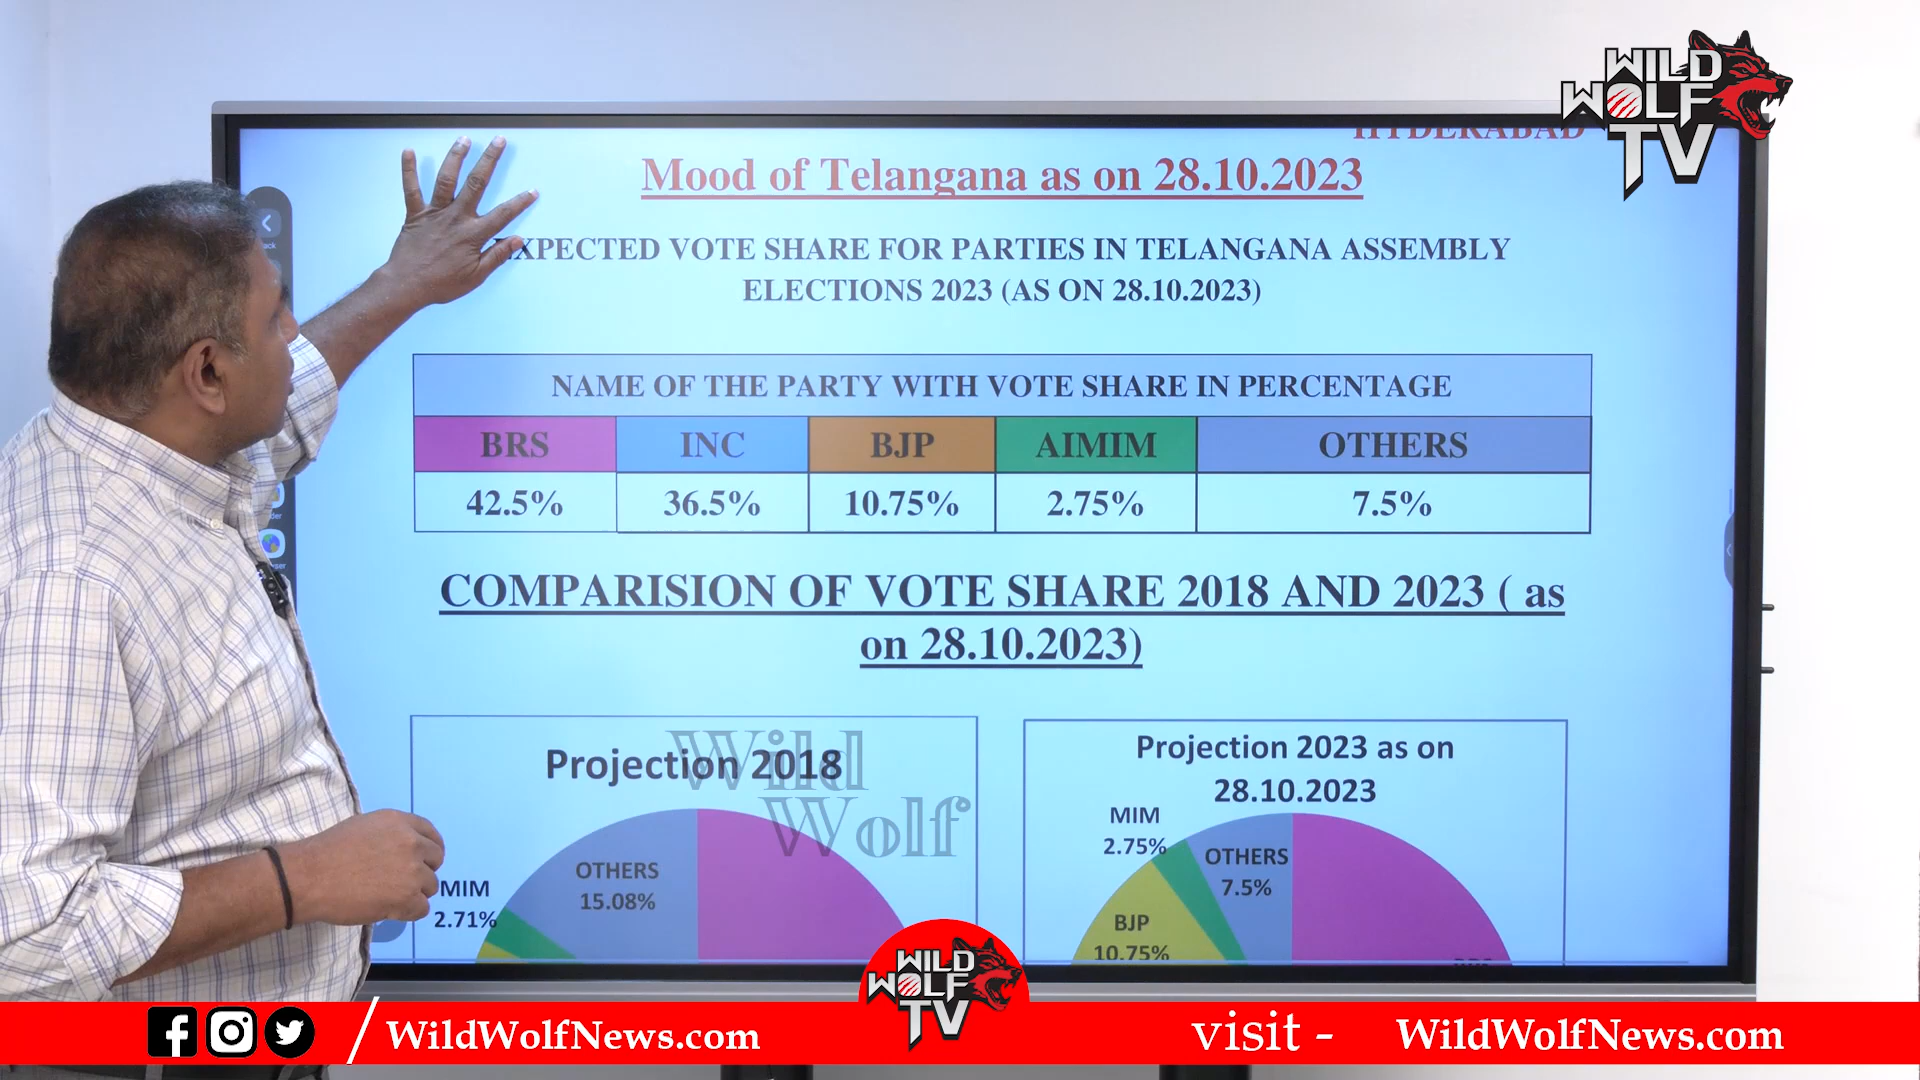 WILD
WOLF
TV
HYDERABAD
Mood of Telangana as on 28.10.2023
EXPECTED VOTE SHARE FOR PARTIES IN TELANGANA ASSEMBLY
ELECTIONS 2023 (AS ON 28.10.2023)
NAME OF THE PARTY WITH VOTE SHARE IN PERCENTAGE
BRS INC BJP AIMIM OTHERS
42.5% 36.5% 10.75% 2.75% 7.5%
COMPARISION OF VOTE SHARE 2018 AND 2023 ( as
on 28.10.2023)
Projection 2018
Wild
Wolf
OTHERS
15.08%
MIM
2.71%
Projection 2023 as on
28.10.2023
MIM
2.75%
OTHERS
7.5%
BJP
10.75%
BRS
WILD
WOLF
TV
WildWolfNews.com
visit - WildWolfNews.com